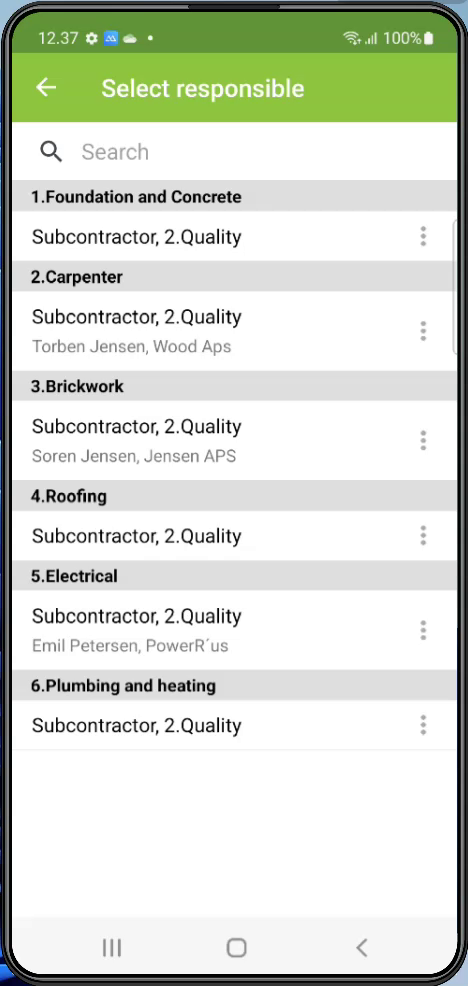 12.37
100%
Select responsible
Search
1.Foundation and Concrete
Subcontractor, 2.Quality
2.Carpenter
Subcontractor, 2.Quality
Torben Jensen, Wood Aps
3.Brickwork
Subcontractor, 2.Quality
Soren Jensen, Jensen APS
4.Roofing
Subcontractor, 2.Quality
5.Electrical
Subcontractor, 2.Quality
Emil Petersen, PowerR´us
6.Plumbing and heating
Subcontractor, 2.Quality